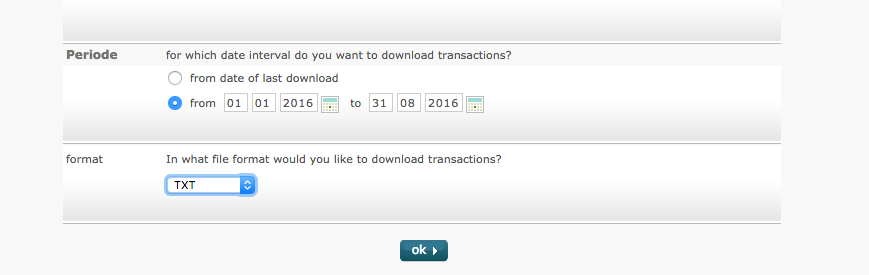 Periode for which date interval do you want to download transactions?
from date of last download
from 01 01 2016 to 31 08 2016
format In what file format would you like to download transactions?
TXT
ok